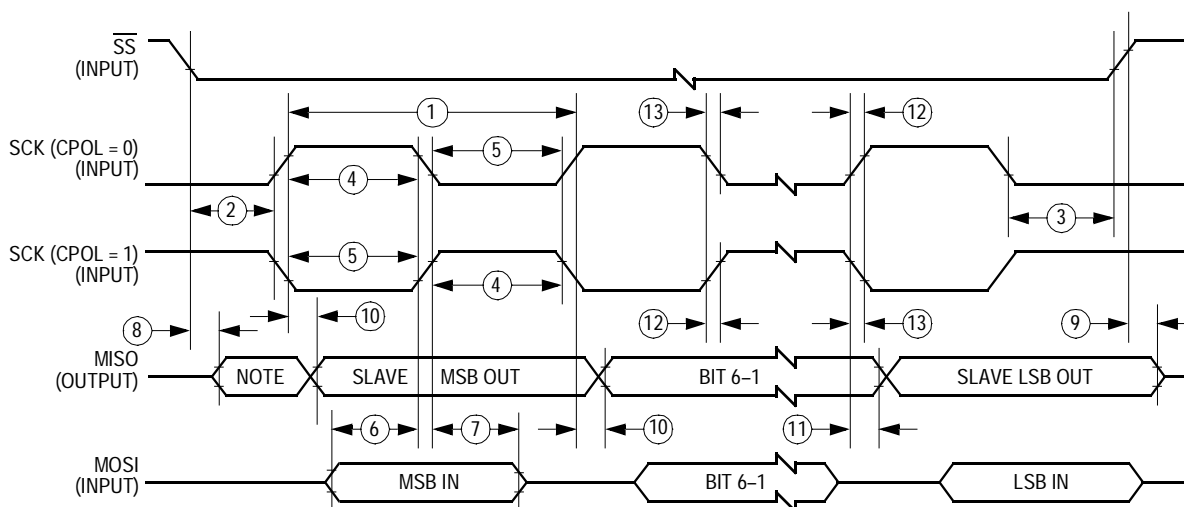 SS
(INPUT)
1
13
12
SCK (CPOL = 0)
(INPUT)
5
4
2
3
SCK (CPOL = 1)
(INPUT)
5
4
8
10
12
13
9
MISO
(OUTPUT)
NOTE
SLAVE
MSB OUT
BIT 6–1
SLAVE LSB OUT
6
7
10
11
MOSI
(INPUT)
MSB IN
BIT 6–1
LSB IN